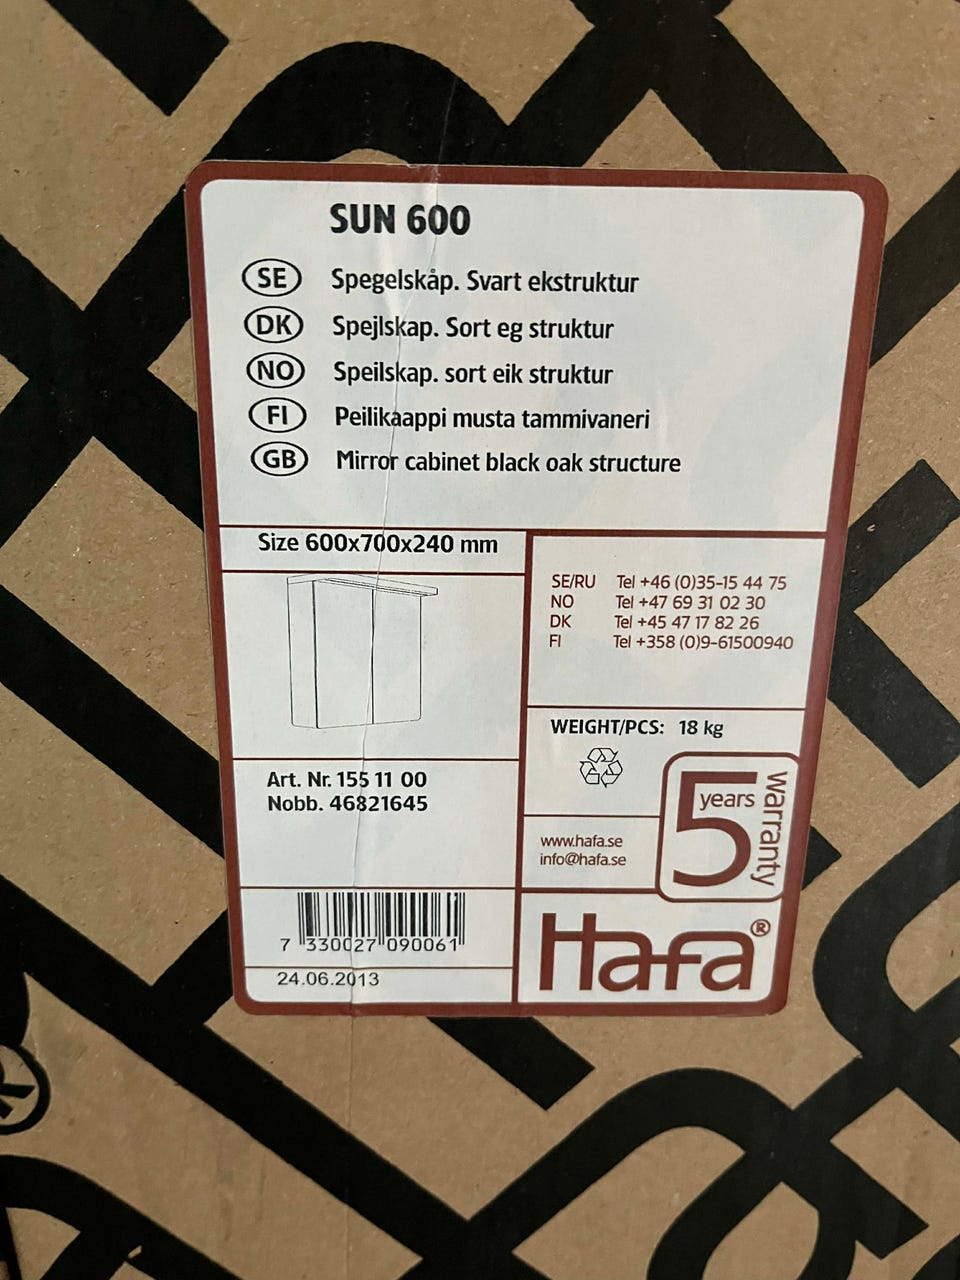 SUN 600
SE Spegelskåp. Svart ekstruktur
DK Spejlskap. Sort eg struktur
NO Speilskap. sort eik struktur
FI Peilikaappi musta tammivaneri
GB Mirror cabinet black oak structure
Size 600x700x240 mm
SE/RU Tel +46 (0)35-15 44 75
NO Tel +47 69 31 02 30
DK Tel +45 47 17 82 26
FI Tel +358 (0)9-61500940
WEIGHT/PCS: 18 kg
Art. Nr. 155 11 00
Nobb. 46821645
5 years warranty
www.hafa.se
info@hafa.se
7 330027 090061
24.06.2013
Hafa®